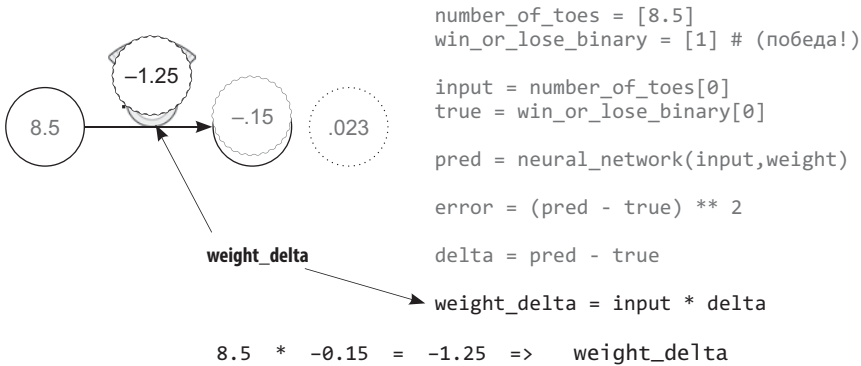 number_of_toes = [8.5]
win_or_lose_binary = [1] # (победа!)
input = number_of_toes[0]
true = win_or_lose_binary[0]
pred = neural_network(input,weight)
error = (pred - true) ** 2
delta = pred - true
weight_delta = input * delta
–1.25
8.5
–.15
.023
weight_delta
8.5 * –0.15 = –1.25 => weight_delta